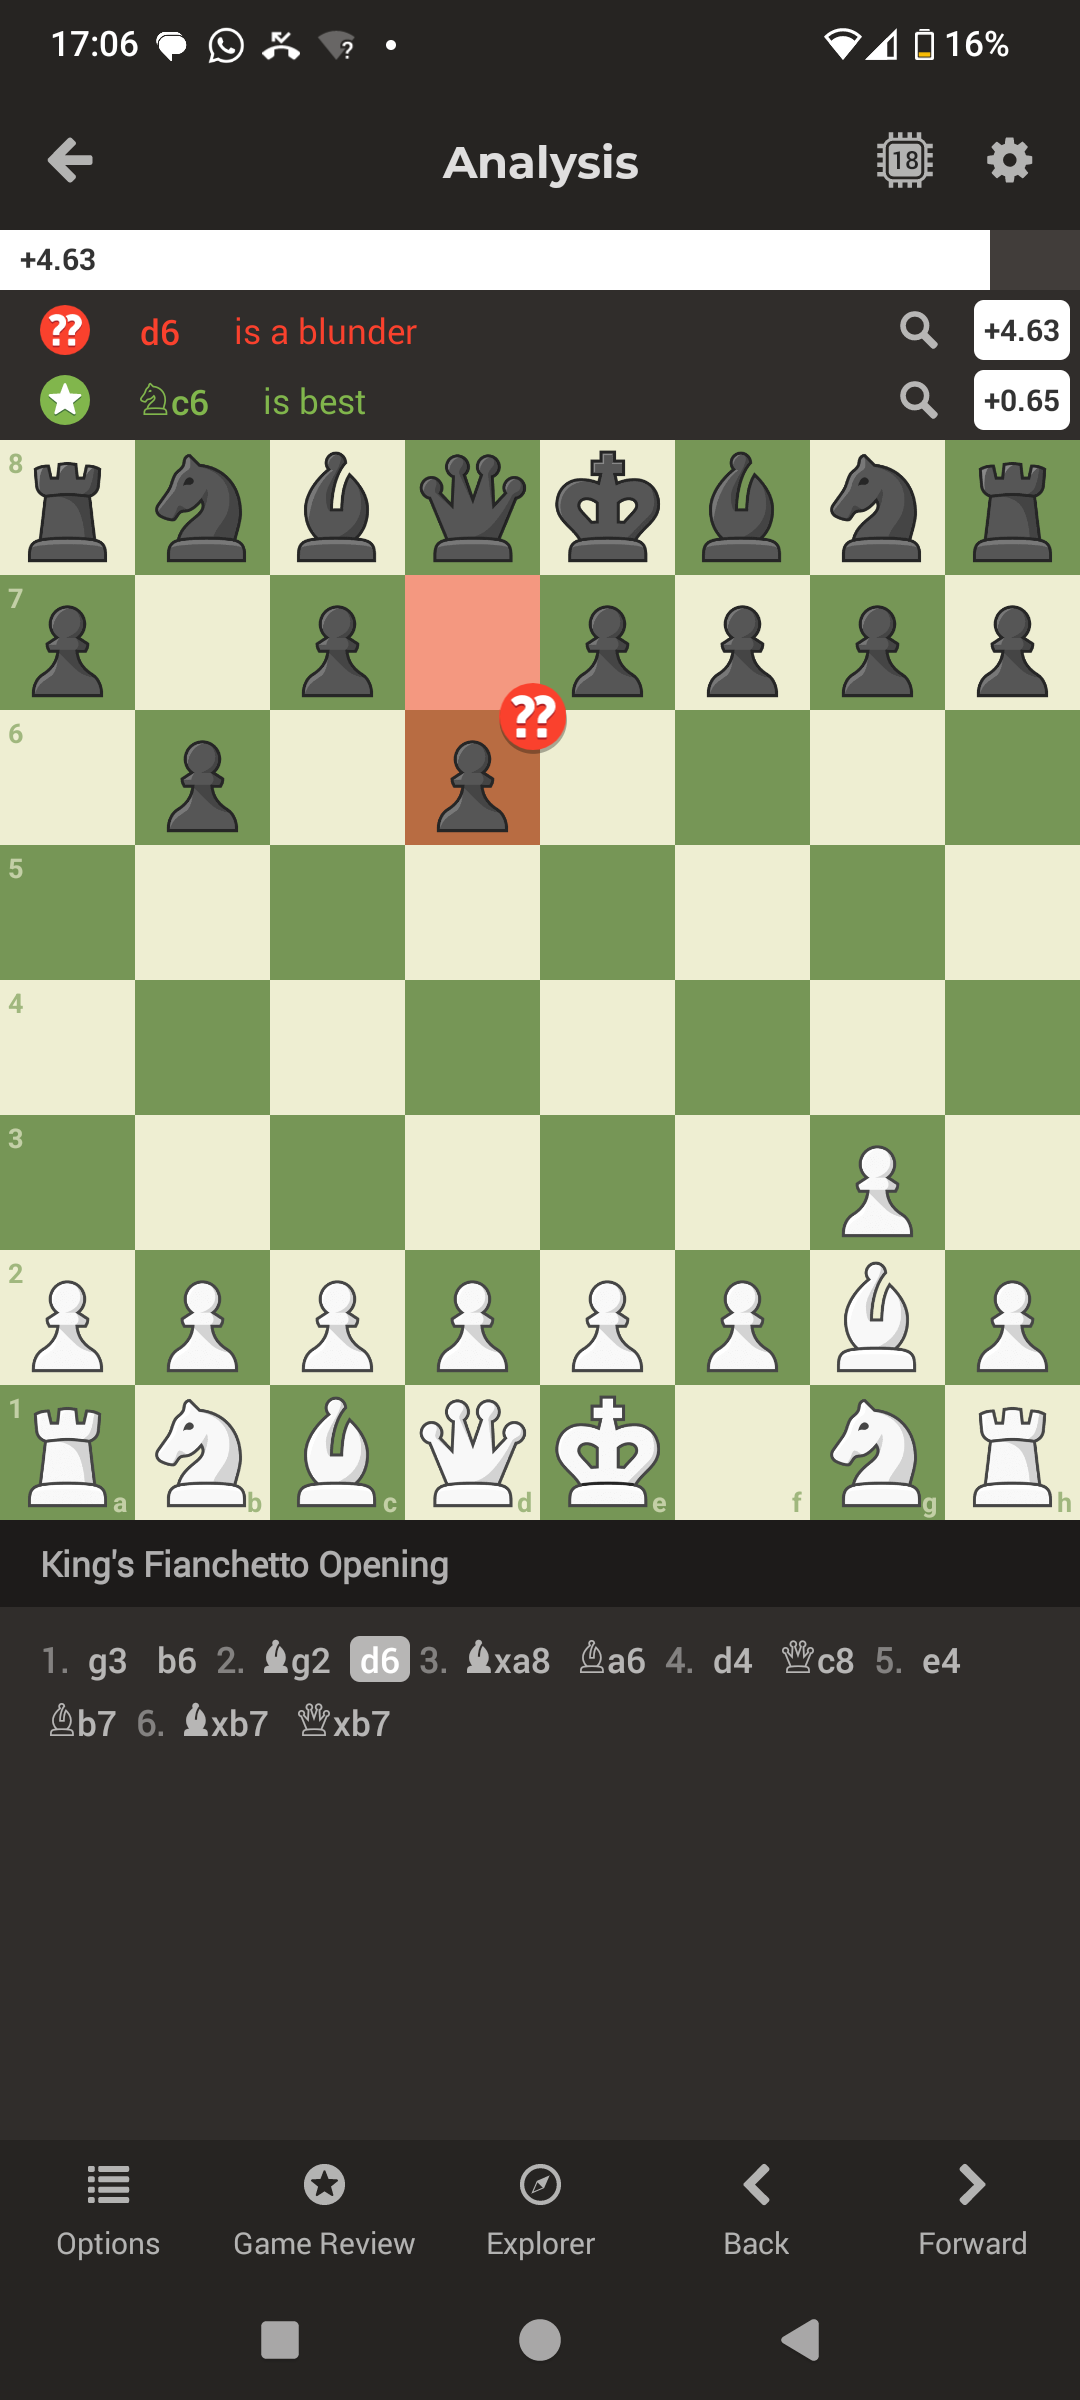 17:06 ? 16%
Analysis
18
+4.63
?? d6 is a blunder +4.63
♘c6 is best +0.65
8
7
??
6
5
4
3
2
1
a b c d e f g h
King's Fianchetto Opening
1. g3 b6 2. ♝g2 d6 3. ♝xa8 ♗a6 4. d4 ♕c8 5. e4
♗b7 6. ♝xb7 ♕xb7
Options Game Review Explorer Back Forward